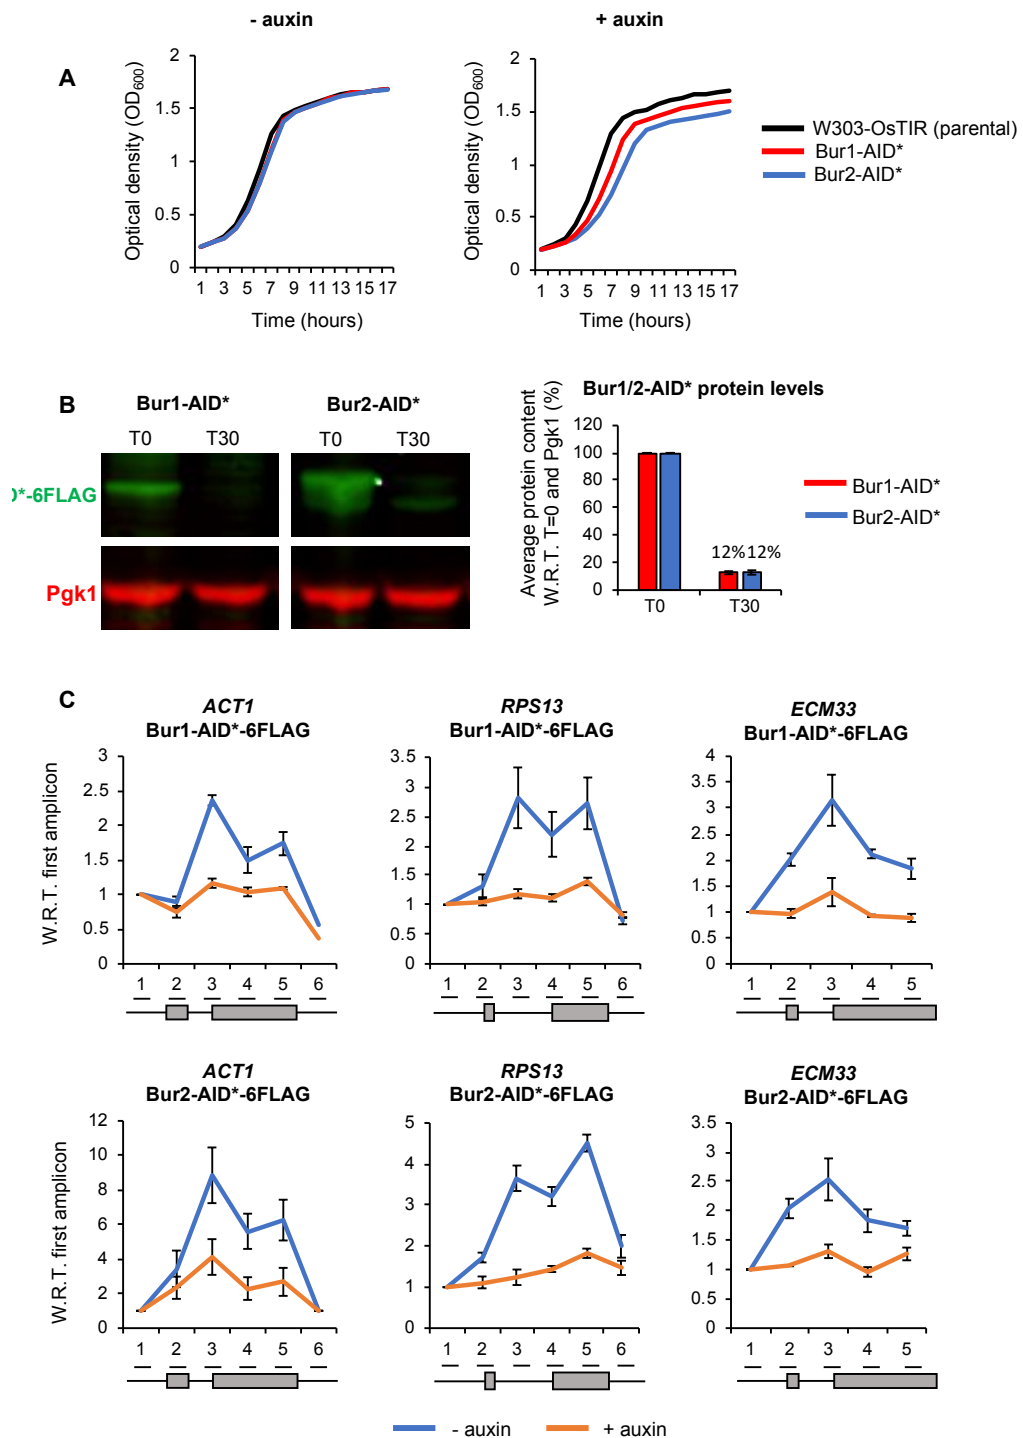 - auxin
+ auxin
A
Optical density (OD600)
2
1.5
1
0.5
0
1 3 5 7 9 11 13 15 17
Time (hours)
Optical density (OD600)
2
1.5
1
0.5
0
1 3 5 7 9 11 13 15 17
Time (hours)
W303-OsTIR (parental)
Bur1-AID*
Bur2-AID*
B
Bur1-AID*
Bur2-AID*
T0 T30
T0 T30
*-6FLAG
Pgk1
Bur1/2-AID* protein levels
Average protein content
W.R.T. T=0 and Pgk1 (%)
120
100
80
60
40
20
0
12% 12%
T0 T30
Bur1-AID*
Bur2-AID*
C
ACT1
Bur1-AID*-6FLAG
W.R.T. first amplicon
3
2.5
2
1.5
1
0.5
0
1 2 3 4 5 6
RPS13
Bur1-AID*-6FLAG
3.5
3
2.5
2
1.5
1
0.5
0
1 2 3 4 5 6
ECM33
Bur1-AID*-6FLAG
4
3.5
3
2.5
2
1.5
1
0.5
0
1 2 3 4 5
ACT1
Bur2-AID*-6FLAG
W.R.T. first amplicon
12
10
8
6
4
2
0
1 2 3 4 5 6
RPS13
Bur2-AID*-6FLAG
5
4
3
2
1
0
1 2 3 4 5 6
ECM33
Bur2-AID*-6FLAG
3.5
3
2.5
2
1.5
1
0.5
0
1 2 3 4 5
- auxin
+ auxin